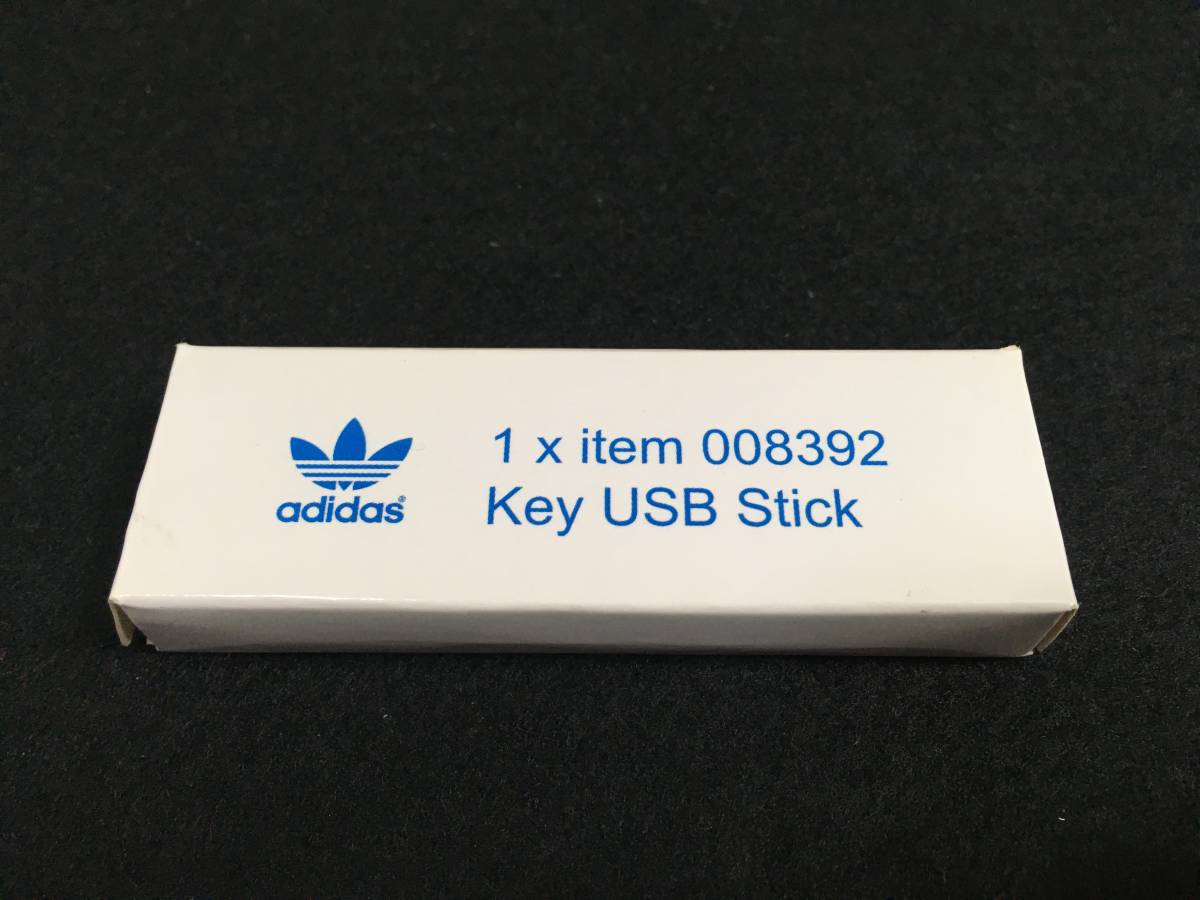 adidas®
1 x item 008392
Key USB Stick